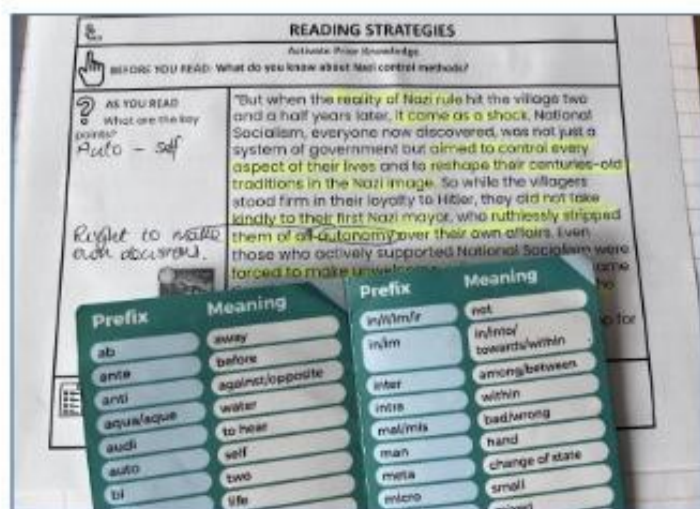 READING STRATEGIES
Activate Prior Knowledge
BEFORE YOU READ: What do you know about Nazi control methods?
AS YOU READ
What are the key
points?
Auto - self
Right to make
own decisions.
"But when the reality of Nazi rule hit the village two
and a half years later, it came as a shock. National
Socialism, everyone now discovered, was not just a
system of government but aimed to control every
aspect of their lives and to reshape their centuries-old
traditions in the Nazi image. So while the villagers
stood firm in their loyalty to Hitler, they did not take
kindly to their first Nazi mayor, who ruthlessly stripped
them of all autonomy over their own affairs. Even
those who actively supported National Socialism were
forced to make
for
Prefix Meaning
ab away
ante before
anti against/opposite
aqua/aque water
audi to hear
auto self
bi two
life
Prefix Meaning
in/il/im/ir not
in/im in/into/
towards/within
inter among/between
intra within
mal/mis bad/wrong
man hand
meta change of state
micro small